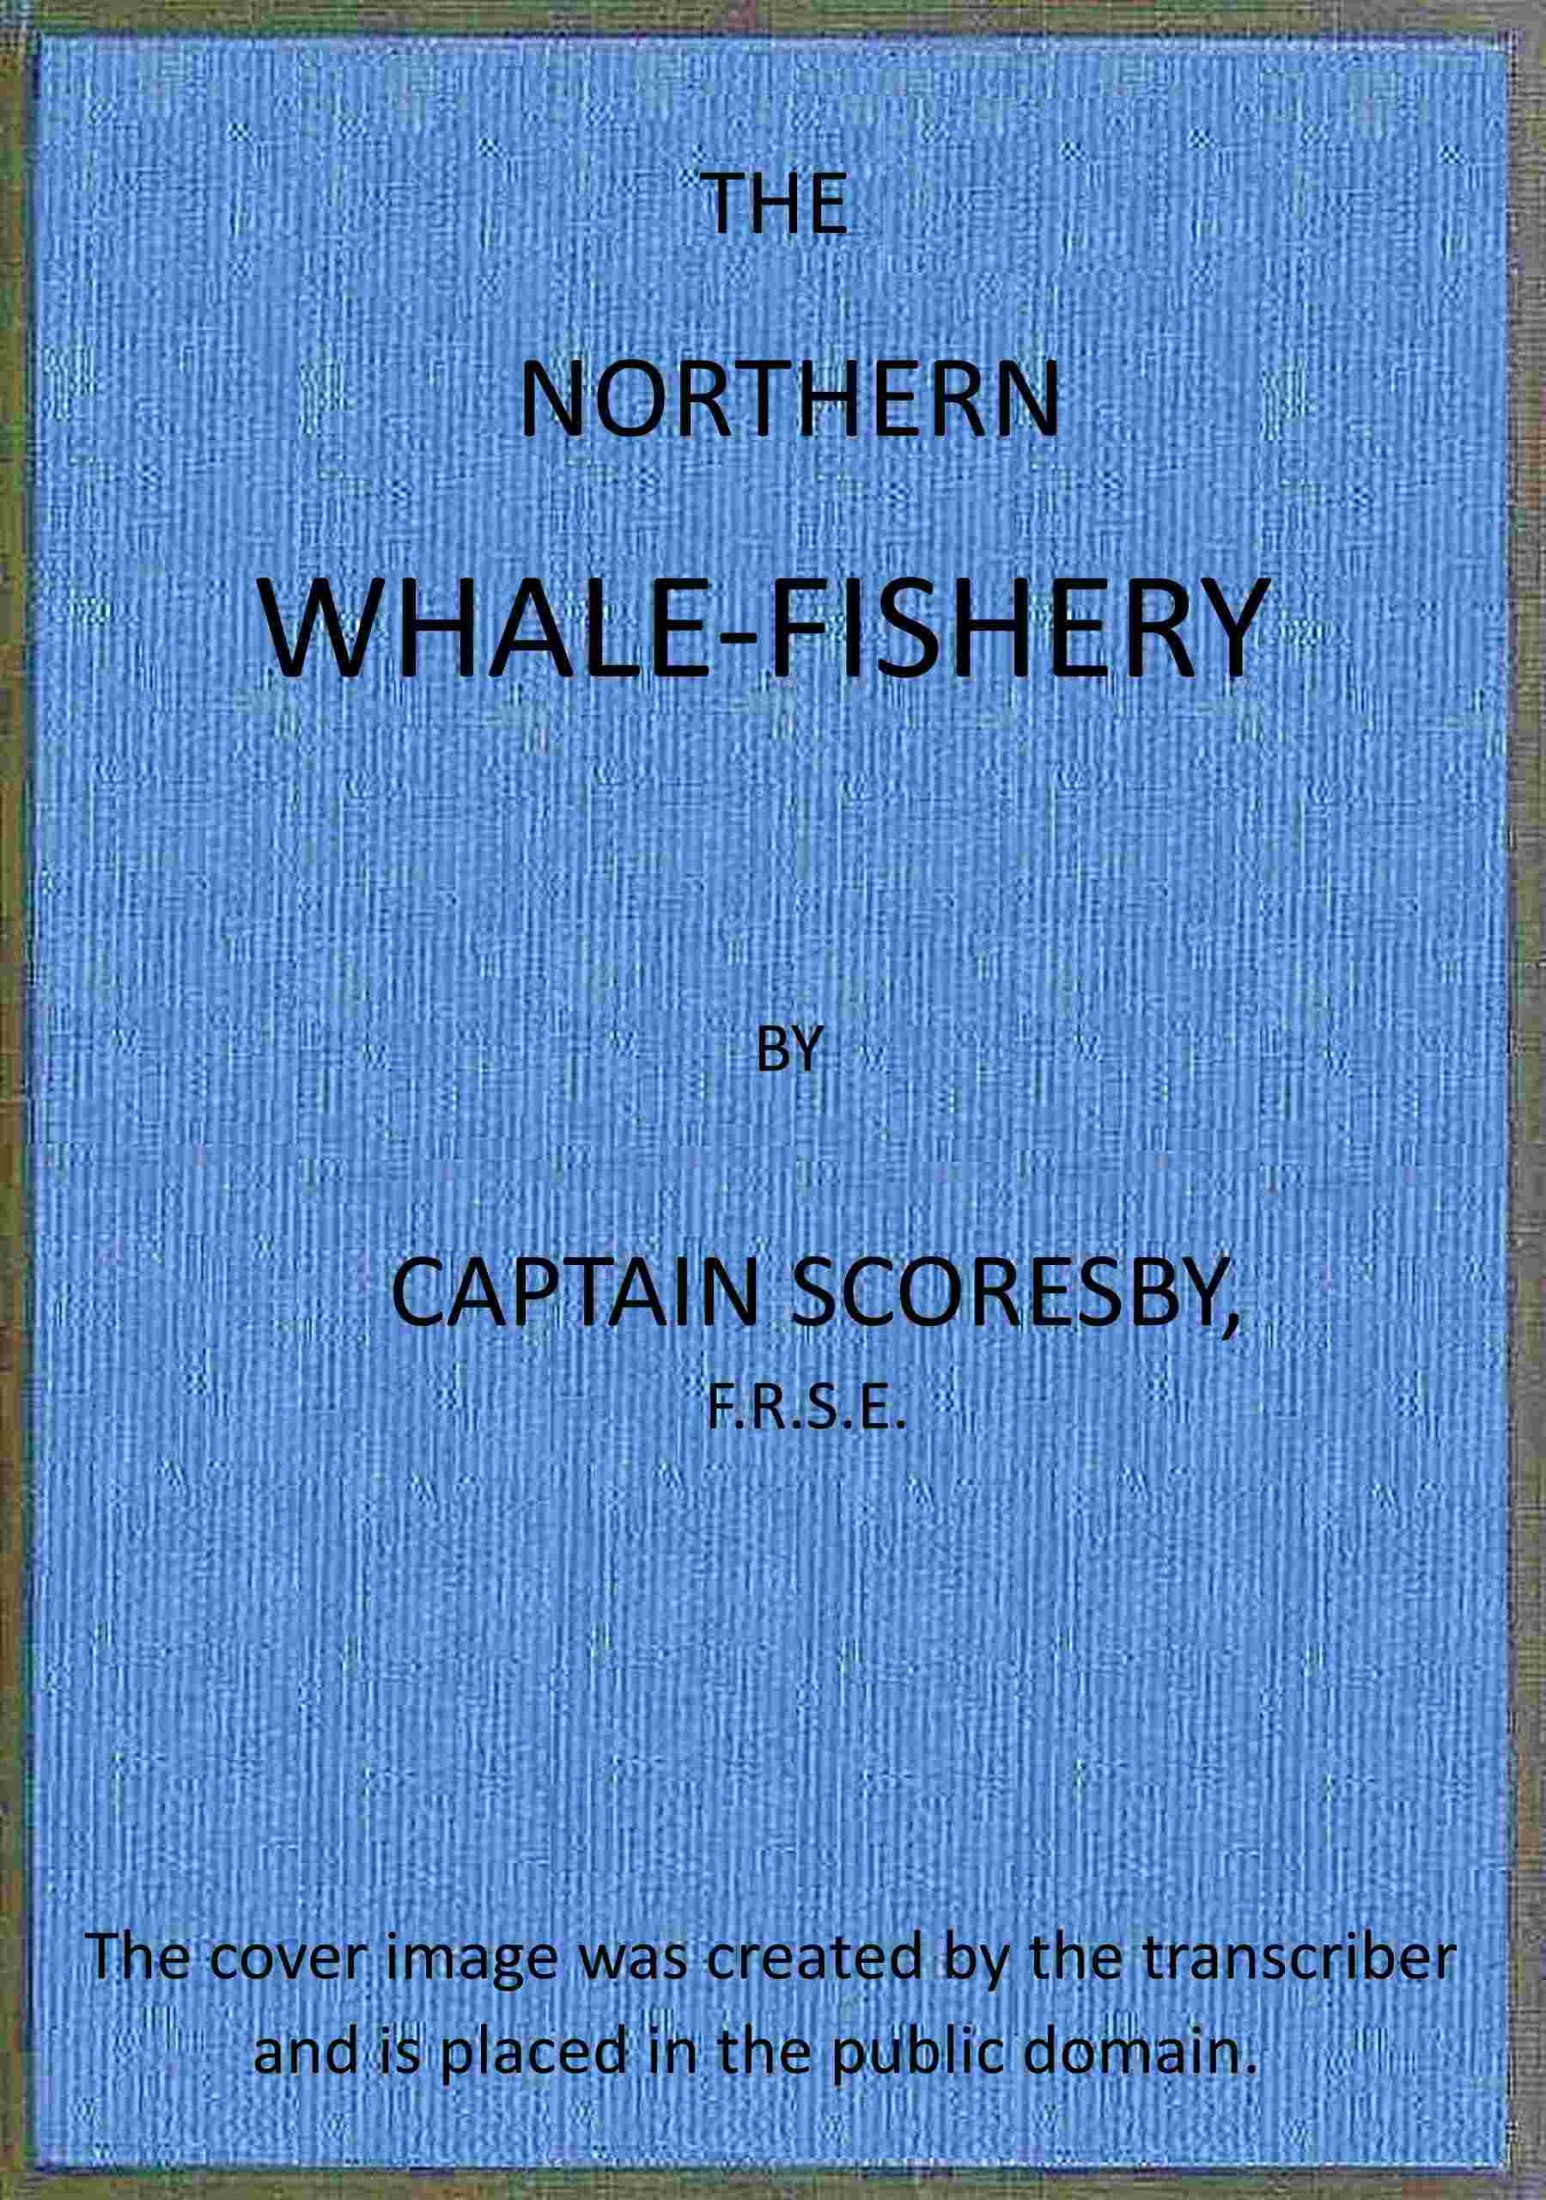 THE
NORTHERN
WHALE-FISHERY
BY
CAPTAIN SCORESBY,
F.R.S.E.
The cover image was created by the transcriber
and is placed in the public domain.